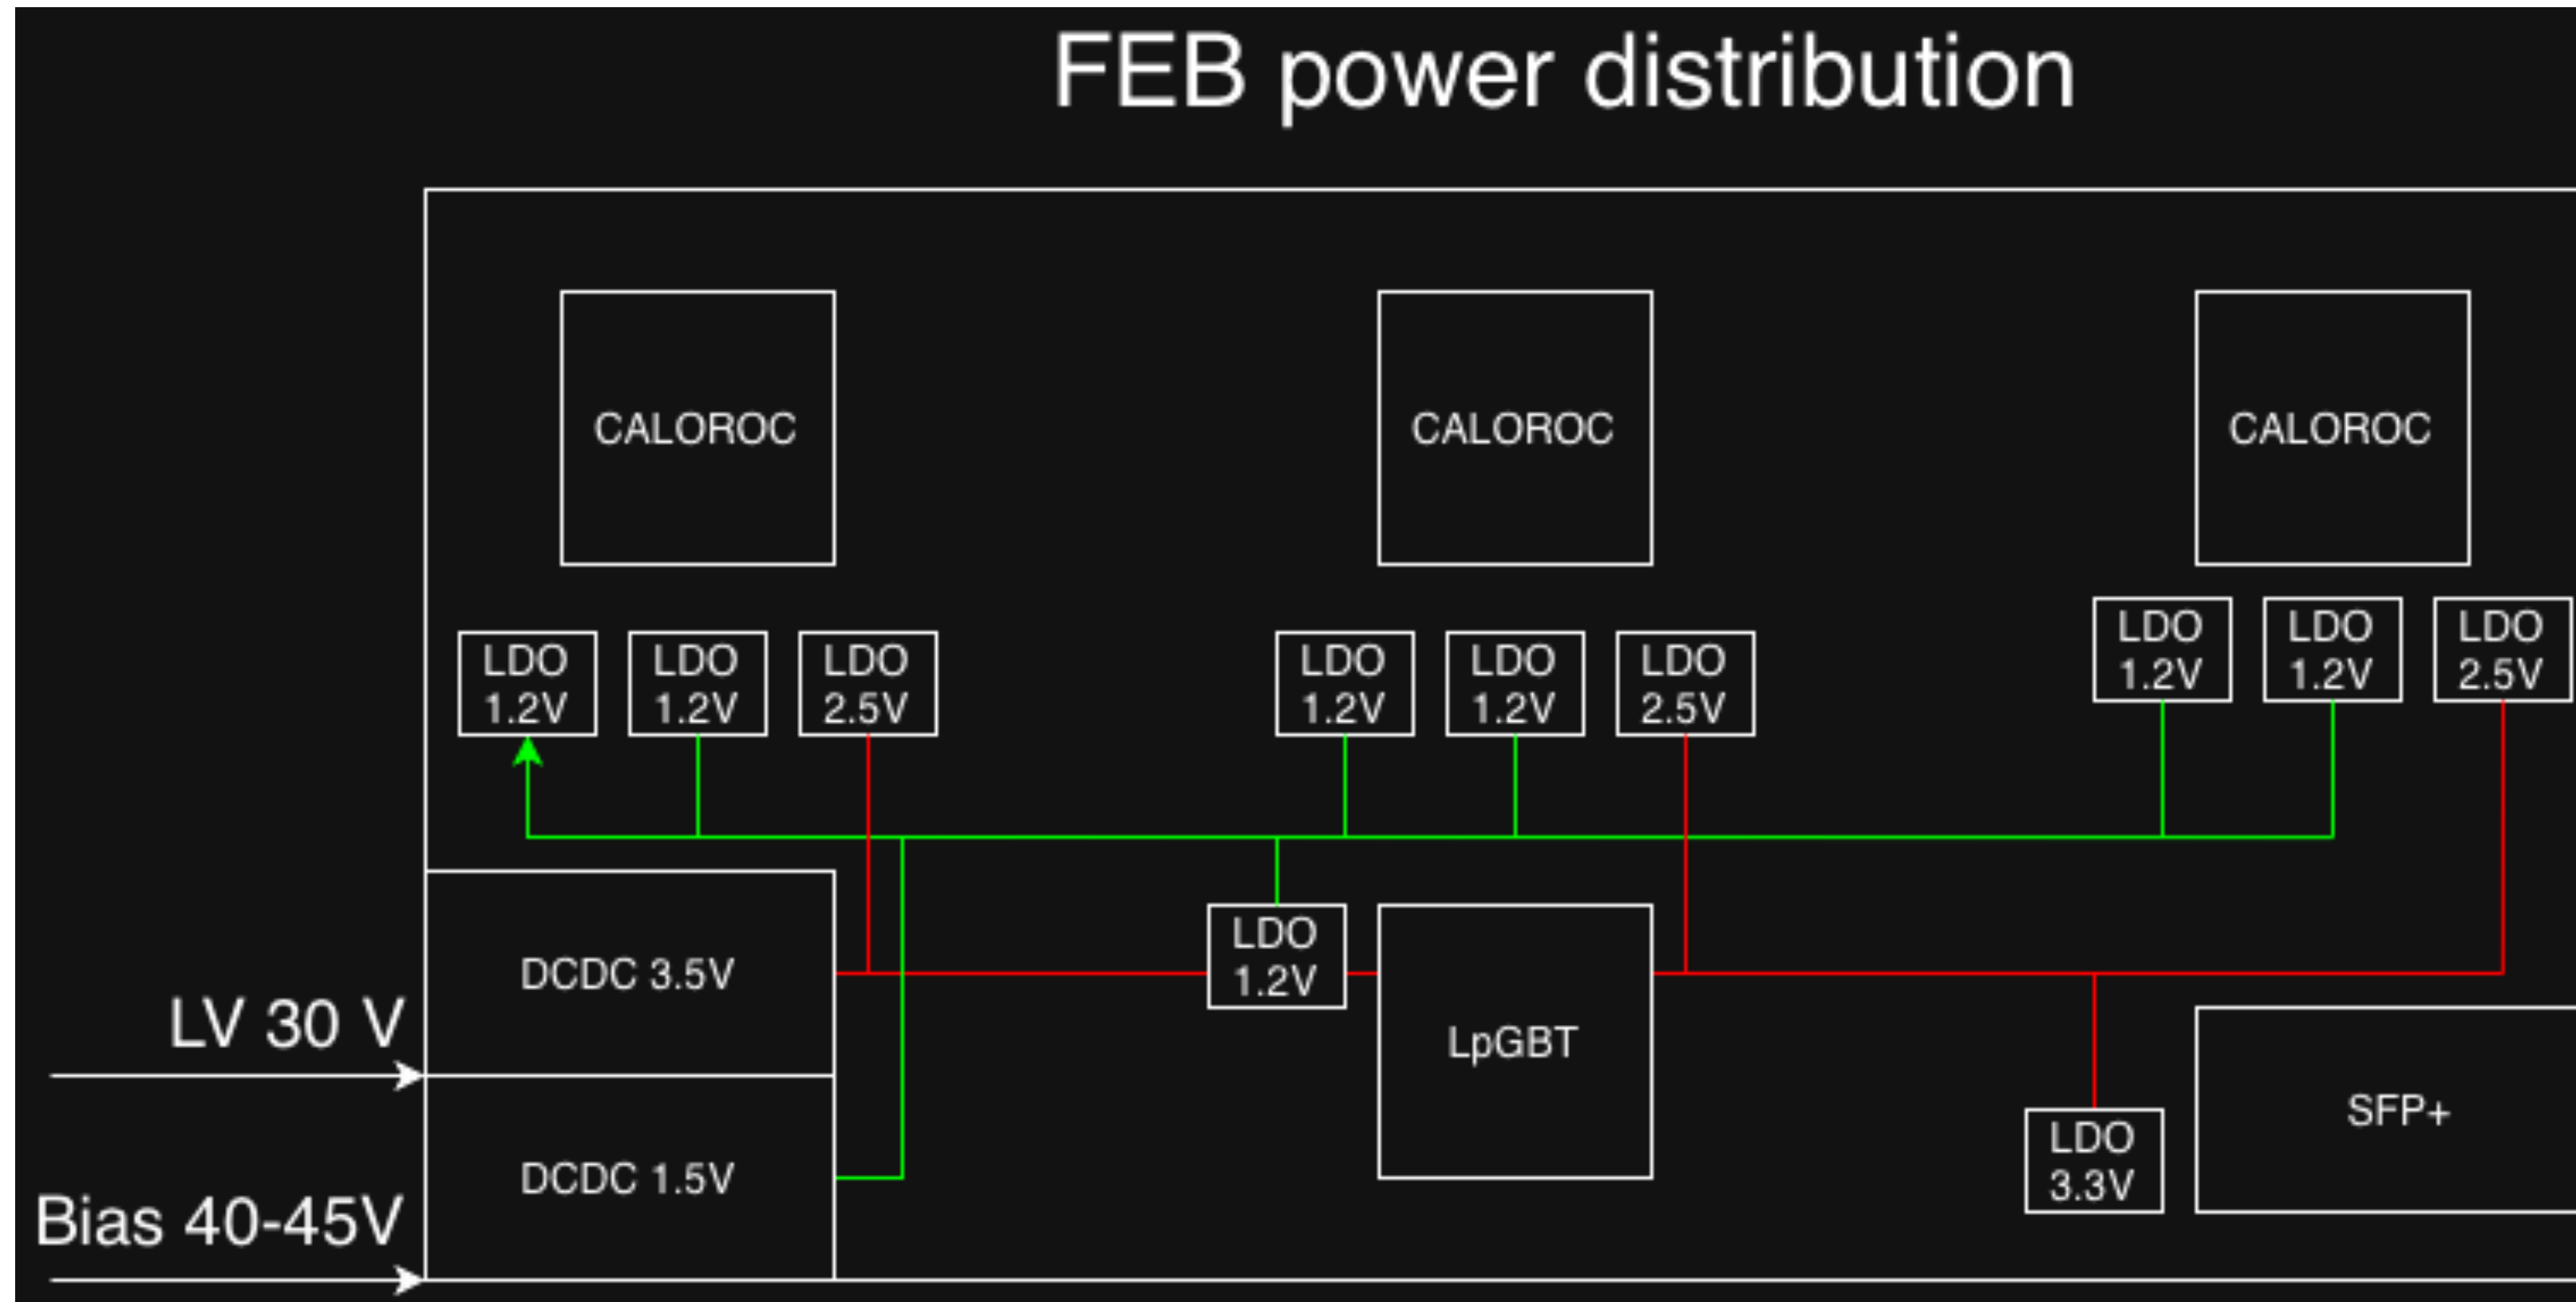 FEB power distribution
CALOROC
CALOROC
CALOROC
LDO
1.2V
LDO
1.2V
LDO
2.5V
LDO
1.2V
LDO
1.2V
LDO
2.5V
LDO
1.2V
LDO
1.2V
LDO
2.5V
DCDC 3.5V
LDO
1.2V
LpGBT
LV 30 V
SFP+
DCDC 1.5V
LDO
3.3V
Bias 40-45V